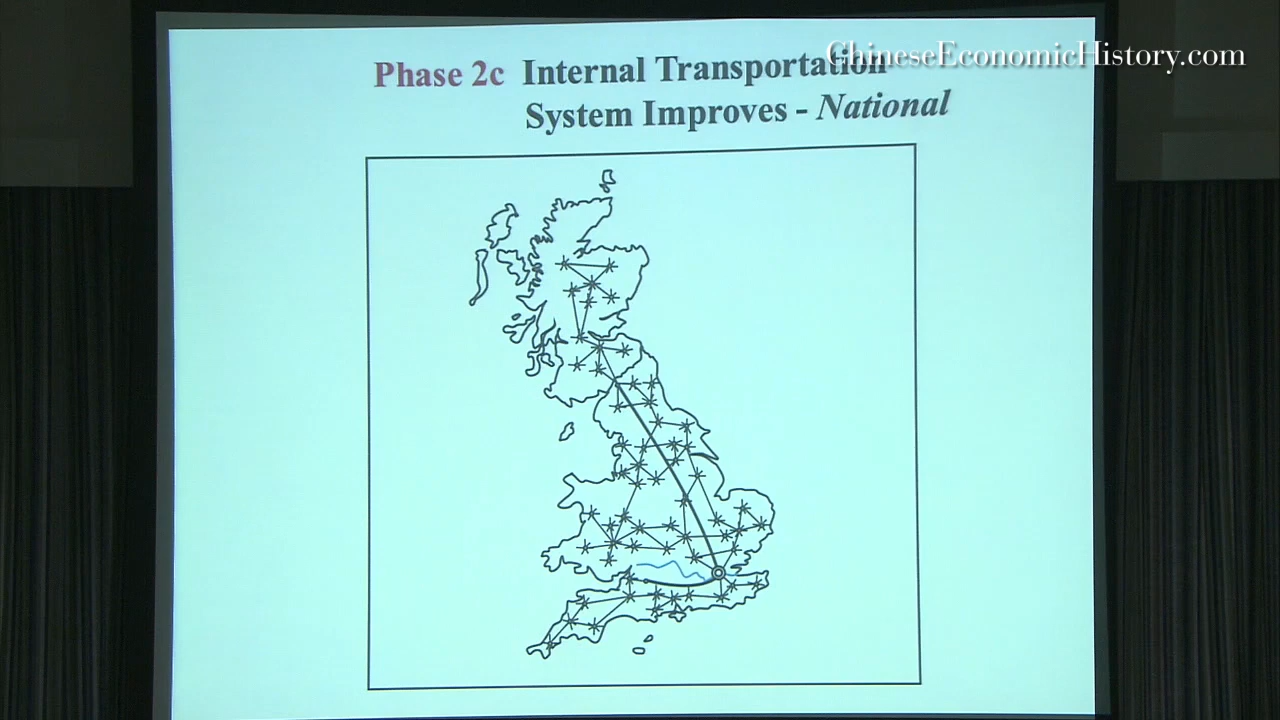 ChineseEconomicHistory.com
Phase 2c Internal Transportation
System Improves - National